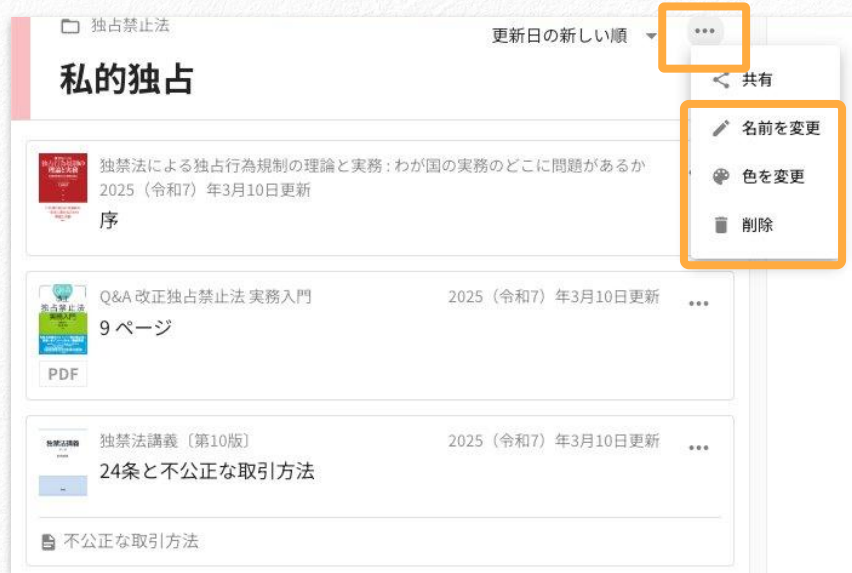 独占禁止法
更新日の新しい順
私的独占
共有
名前を変更
色を変更
削除
独禁法による独占行為規制の理論と実務 : わが国の実務のどこに問題があるか
2025（令和7）年3月10日更新
序
Q&A 改正独占禁止法 実務入門
2025（令和7）年3月10日更新
9 ページ
PDF
独禁法講義〔第10版〕
2025（令和7）年3月10日更新
24条と不公正な取引方法
不公正な取引方法